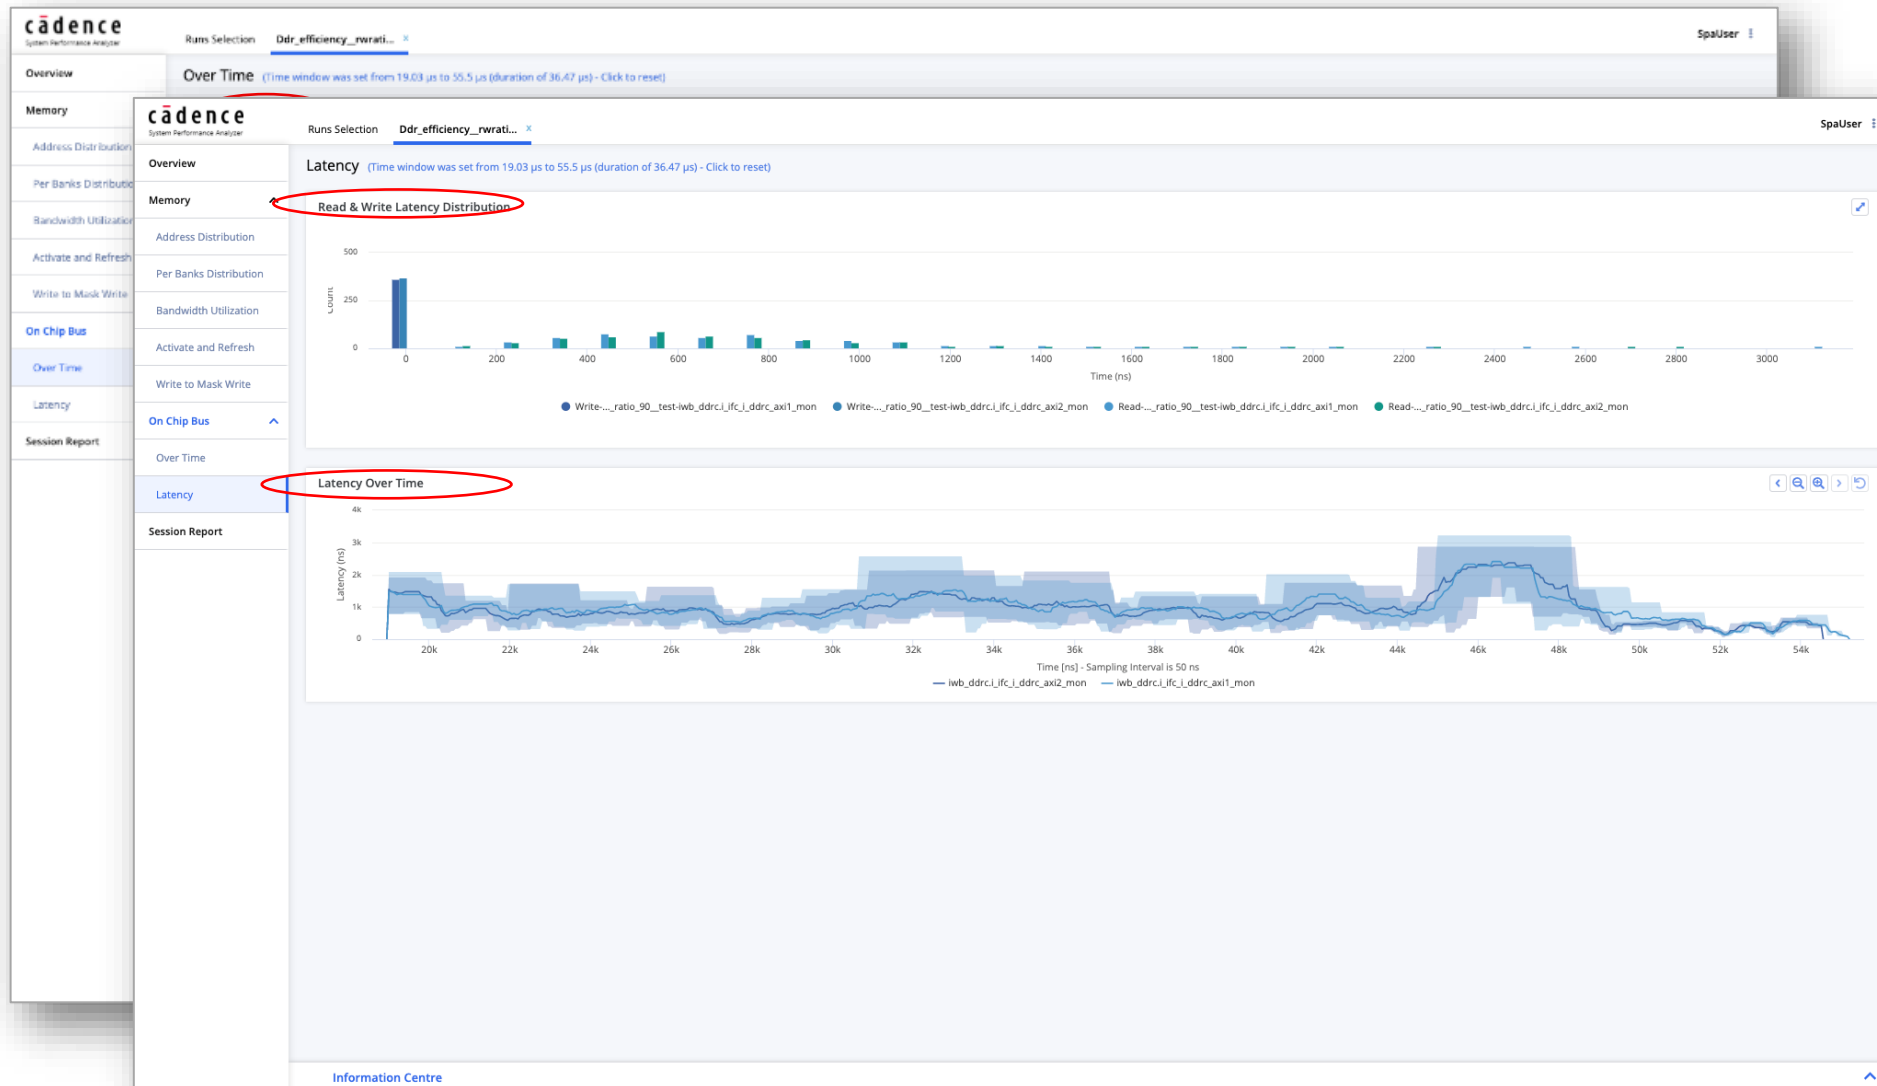 cādence
System Performance Analyzer
Runs Selection Ddr_efficiency__rwrati... x
SpaUser
Overview
Over Time (Time window was set from 19.03 µs to 55.5 µs (duration of 36.47 µs) - Click to reset)
Memory
Address Distribution
Per Banks Distributio
Bandwidth Utilization
Activate and Refresh
Write to Mask Write
On Chip Bus
Over Time
Latency
Session Report
cādence
System Performance Analyzer
Runs Selection Ddr_efficiency__rwrati... x
SpaUser
Overview
Memory
Address Distribution
Per Banks Distribution
Bandwidth Utilization
Activate and Refresh
Write to Mask Write
On Chip Bus
Over Time
Latency
Session Report
Latency (Time window was set from 19.03 µs to 55.5 µs (duration of 36.47 µs) - Click to reset)
Read & Write Latency Distribution
Count
500
250
0
0 200 400 600 800 1000 1200 1400 1600 1800 2000 2200 2400 2600 2800 3000
Time (ns)
Write-..._ratio_90__test-iwb_ddrc.i_ifc_i_ddrc_axi1_mon Write-..._ratio_90__test-iwb_ddrc.i_ifc_i_ddrc_axi2_mon Read-..._ratio_90__test-iwb_ddrc.i_ifc_i_ddrc_axi1_mon Read-..._ratio_90__test-iwb_ddrc.i_ifc_i_ddrc_axi2_mon
Latency Over Time
Latency (ns)
4k
3k
2k
1k
0
20k 22k 24k 26k 28k 30k 32k 34k 36k 38k 40k 42k 44k 46k 48k 50k 52k 54k
Time [ns] - Sampling Interval is 50 ns
iwb_ddrc.i_ifc_i_ddrc_axi2_mon iwb_ddrc.i_ifc_i_ddrc_axi1_mon
Information Centre